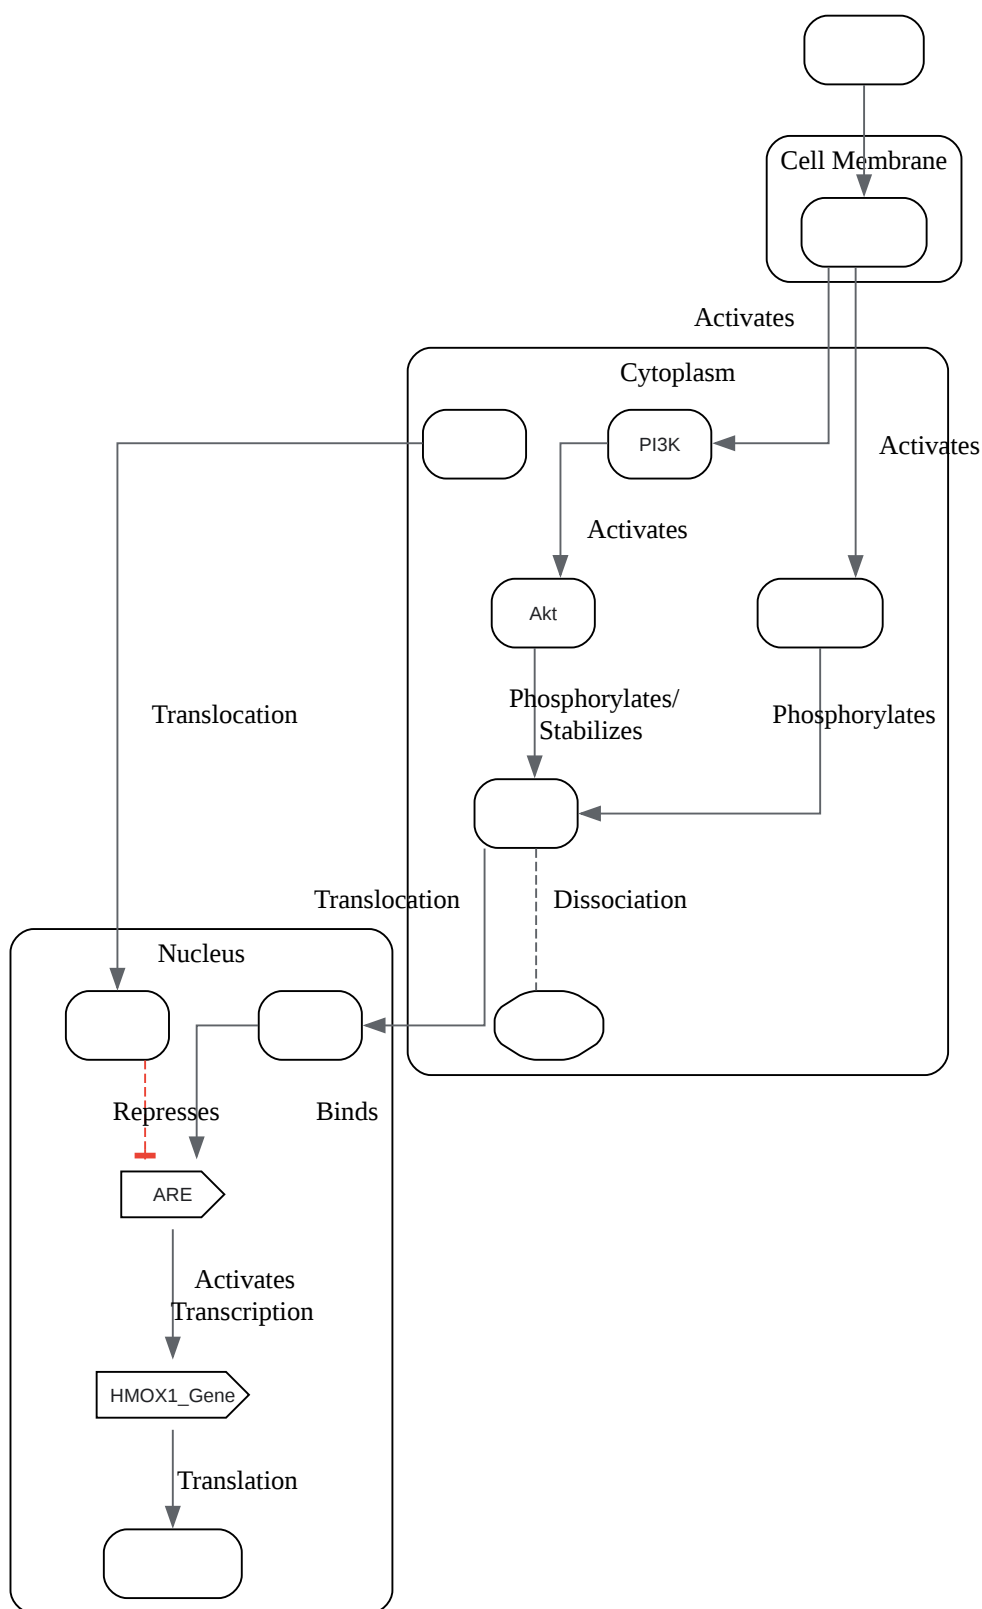 Cell Membrane
Activates
Cytoplasm
PI3K
Activates
Activates
Akt
Phosphorylates/
Stabilizes
Phosphorylates
Translocation
Translocation
Dissociation
Nucleus
Represses
Binds
ARE
Activates
Transcription
HMOX1_Gene
Translation